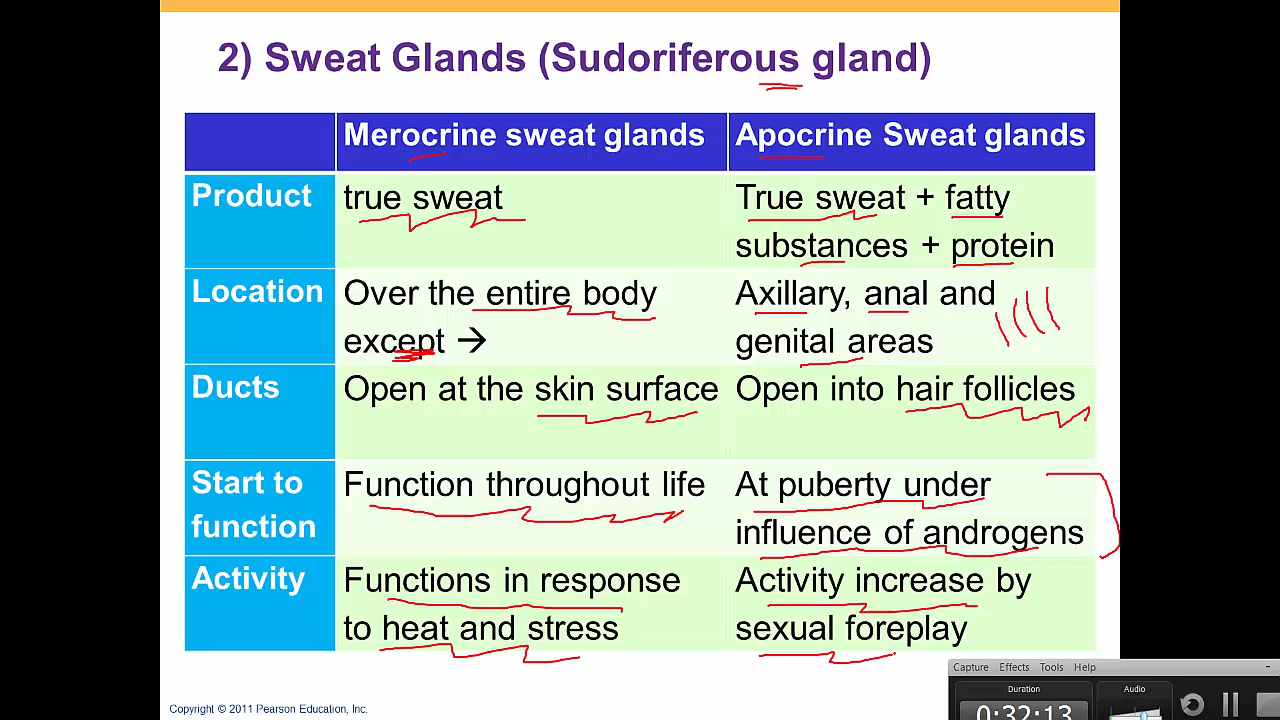 2) Sweat Glands (Sudoriferous gland)
Merocrine sweat glands
Apocrine Sweat glands
Product
true sweat
True sweat + fatty
substances + protein
Location
Over the entire body
except →
Axillary, anal and
genital areas
Ducts
Open at the skin surface
Open into hair follicles
Start to
function
Function throughout life
At puberty under
influence of androgens
Activity
Functions in response
to heat and stress
Activity increase by
sexual foreplay
Copyright © 2011 Pearson Education, Inc.
Capture Effects Tools Help
Duration
Audio
0:32:13